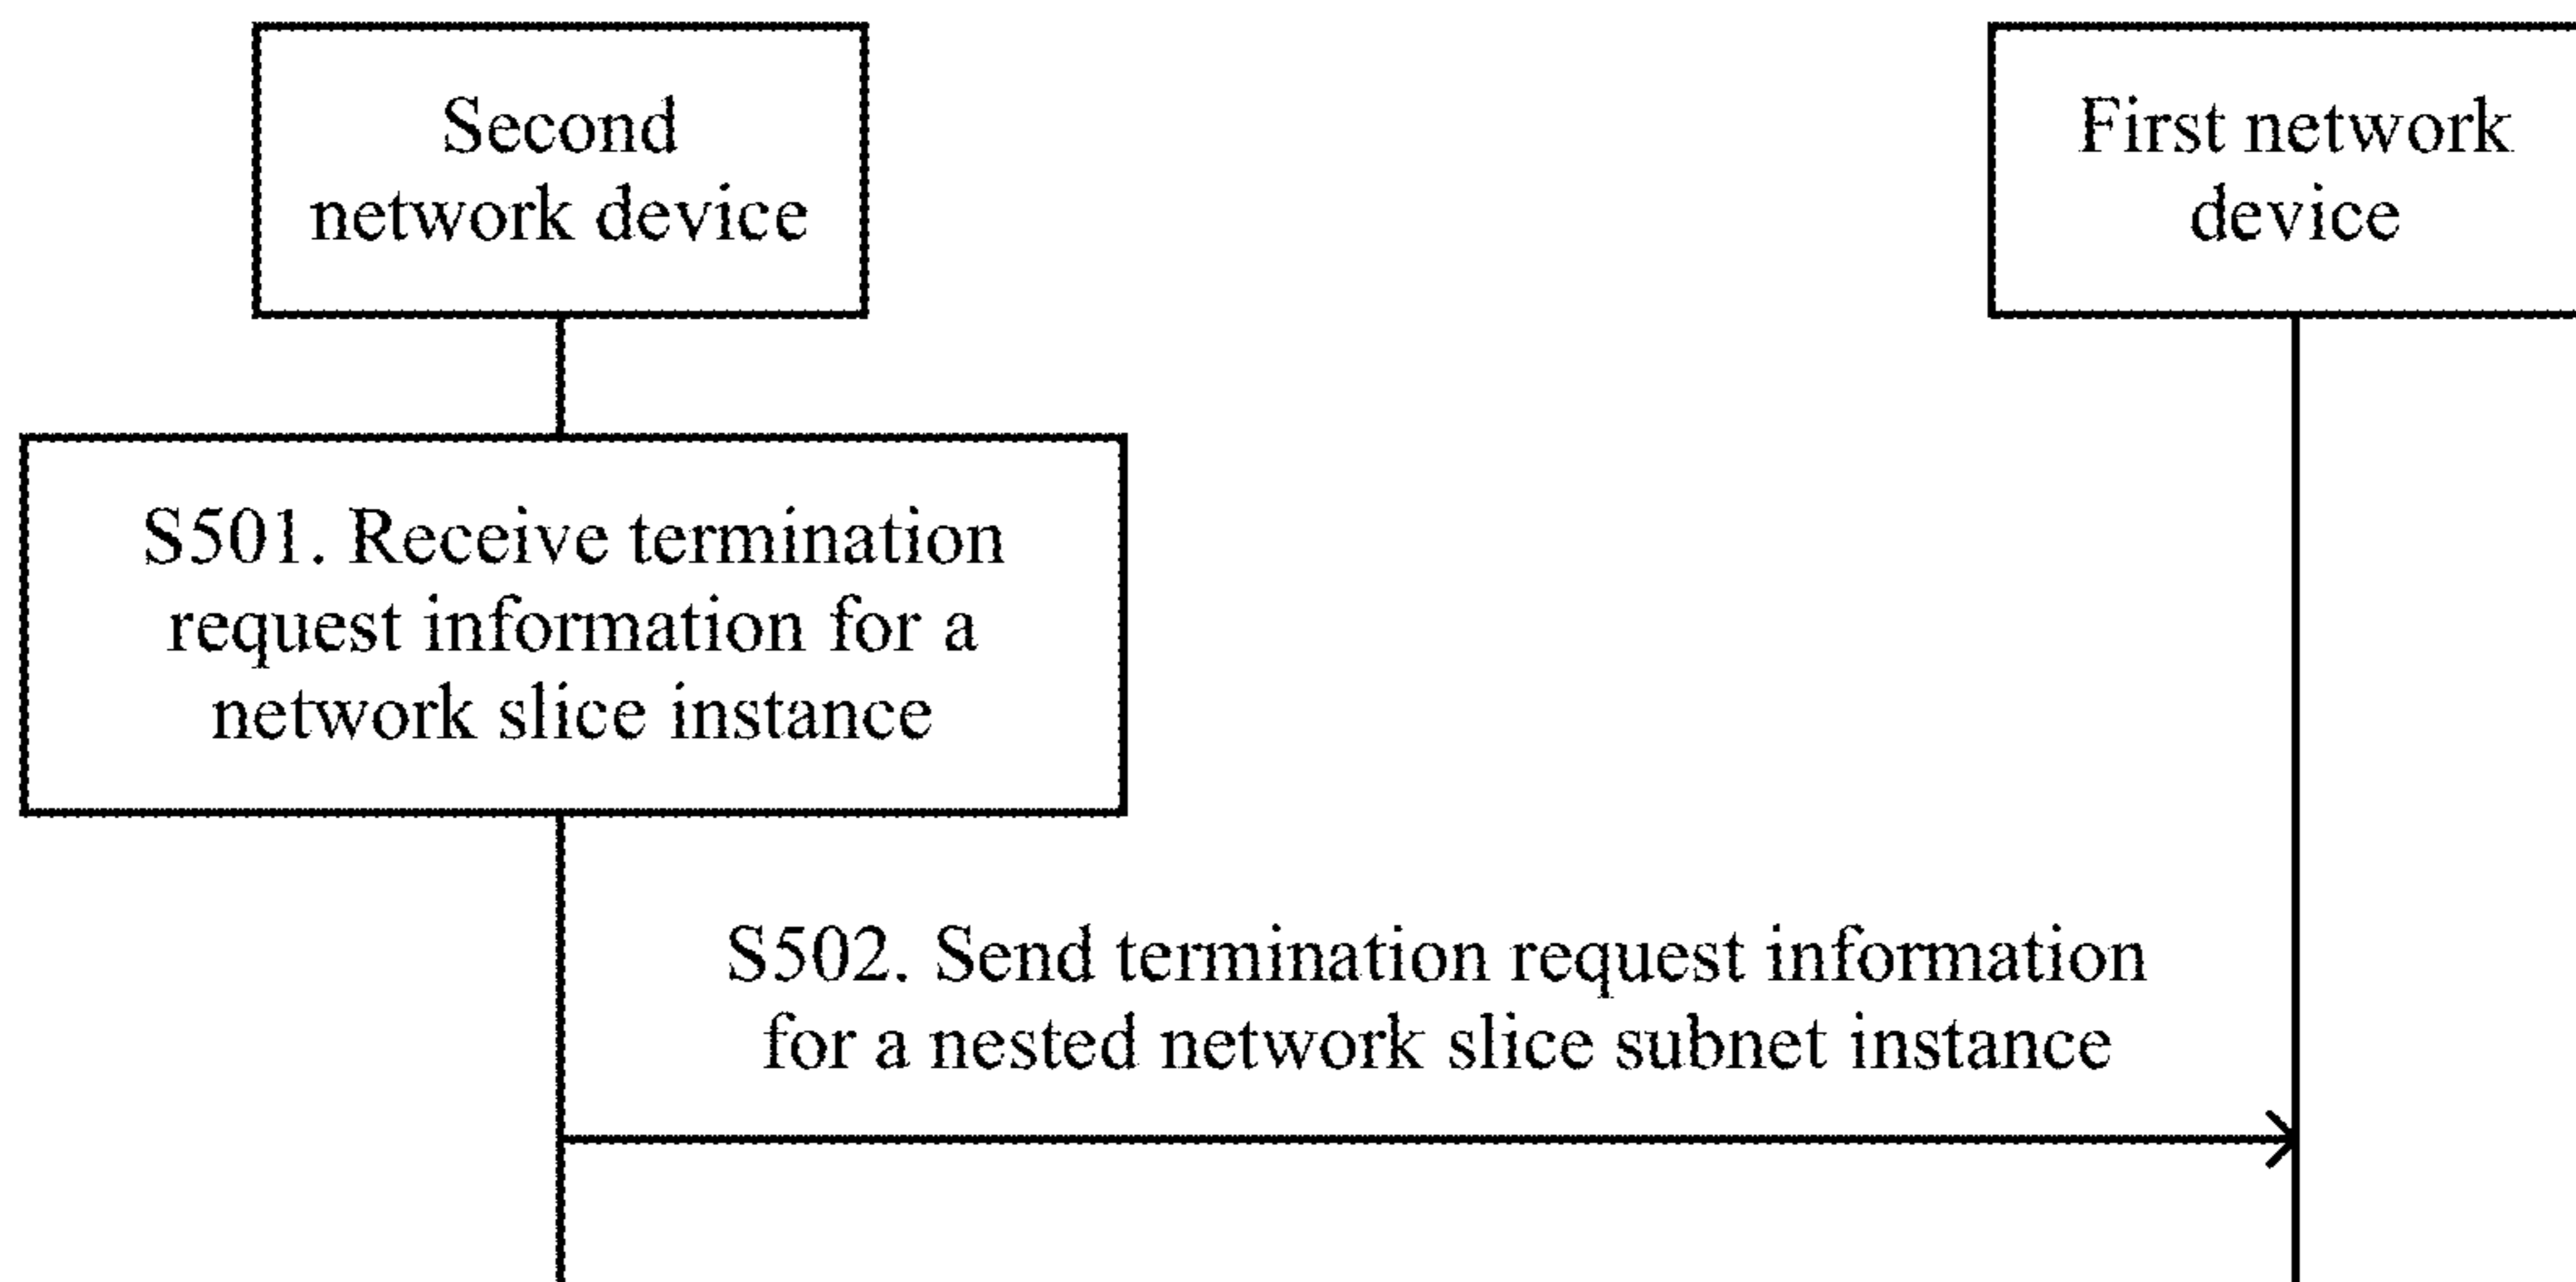 Second
network device
First network
device
S501. Receive termination
request information for a
network slice instance
S502. Send termination request information
for a nested network slice subnet instance